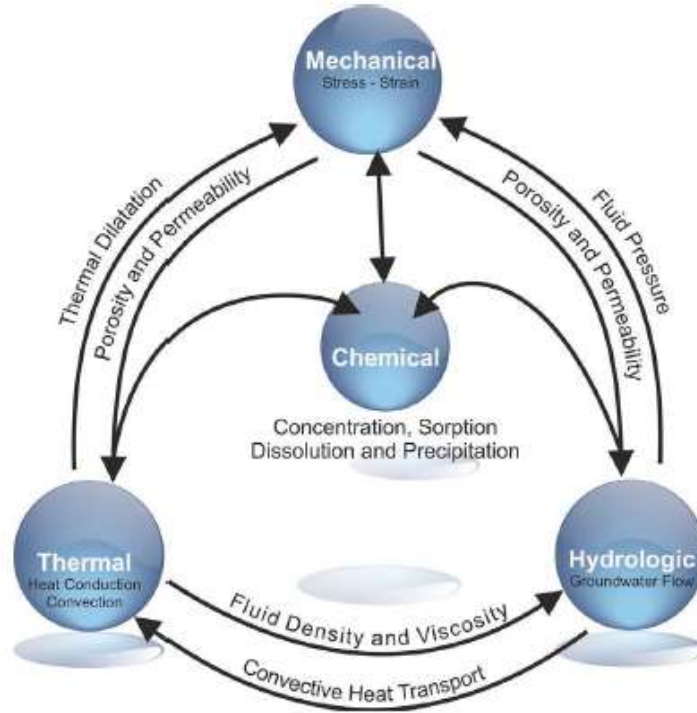 Mechanical
Stress - Strain
Thermal Dilatation
Porosity and Permeability
Porosity and Permeability
Fluid Pressure
Chemical
Concentration, Sorption
Dissolution and Precipitation
Thermal
Heat Conduction
Convection
Hydrologic
Groundwater Flow
Fluid Density and Viscosity
Convective Heat Transport